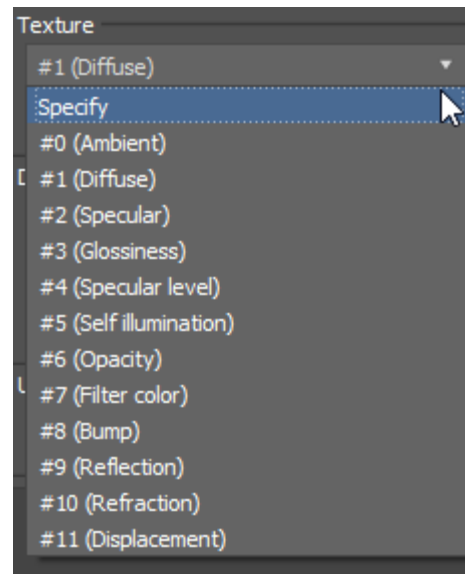 Texture
#1 (Diffuse)
Specify
#0 (Ambient)
#1 (Diffuse)
#2 (Specular)
#3 (Glossiness)
#4 (Specular level)
#5 (Self illumination)
#6 (Opacity)
#7 (Filter color)
#8 (Bump)
#9 (Reflection)
#10 (Refraction)
#11 (Displacement)